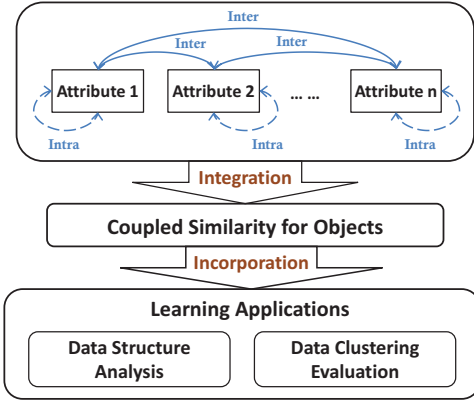 Inter
Inter
Inter
Attribute 1
Attribute 2
... ...
Attribute n
Intra
Intra
Intra
Integration
Coupled Similarity for Objects
Incorporation
Learning Applications
Data Structure
Analysis
Data Clustering
Evaluation